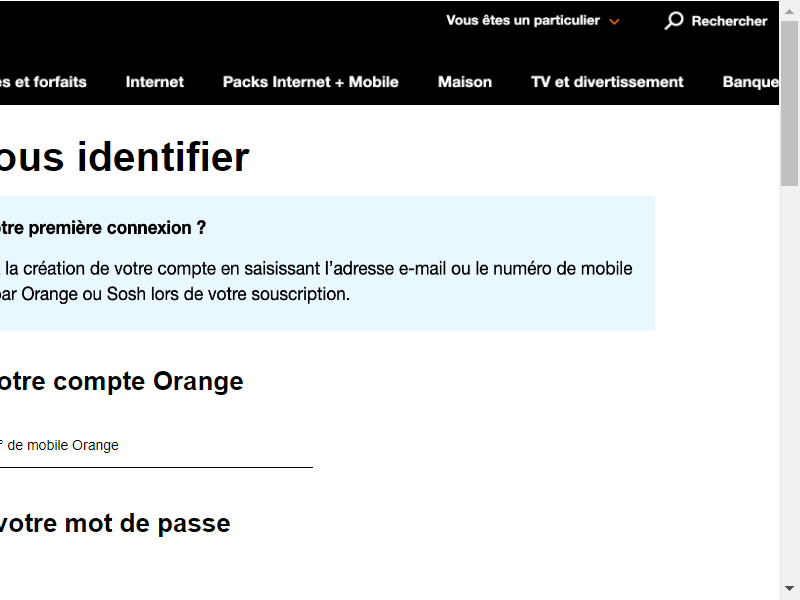 Vous êtes un particulier
Rechercher
es et forfaits Internet Packs Internet + Mobile Maison TV et divertissement Banque
ous identifier
otre première connexion ?
la création de votre compte en saisissant l'adresse e-mail ou le numéro de mobile
par Orange ou Sosh lors de votre souscription.
otre compte Orange
° de mobile Orange
votre mot de passe